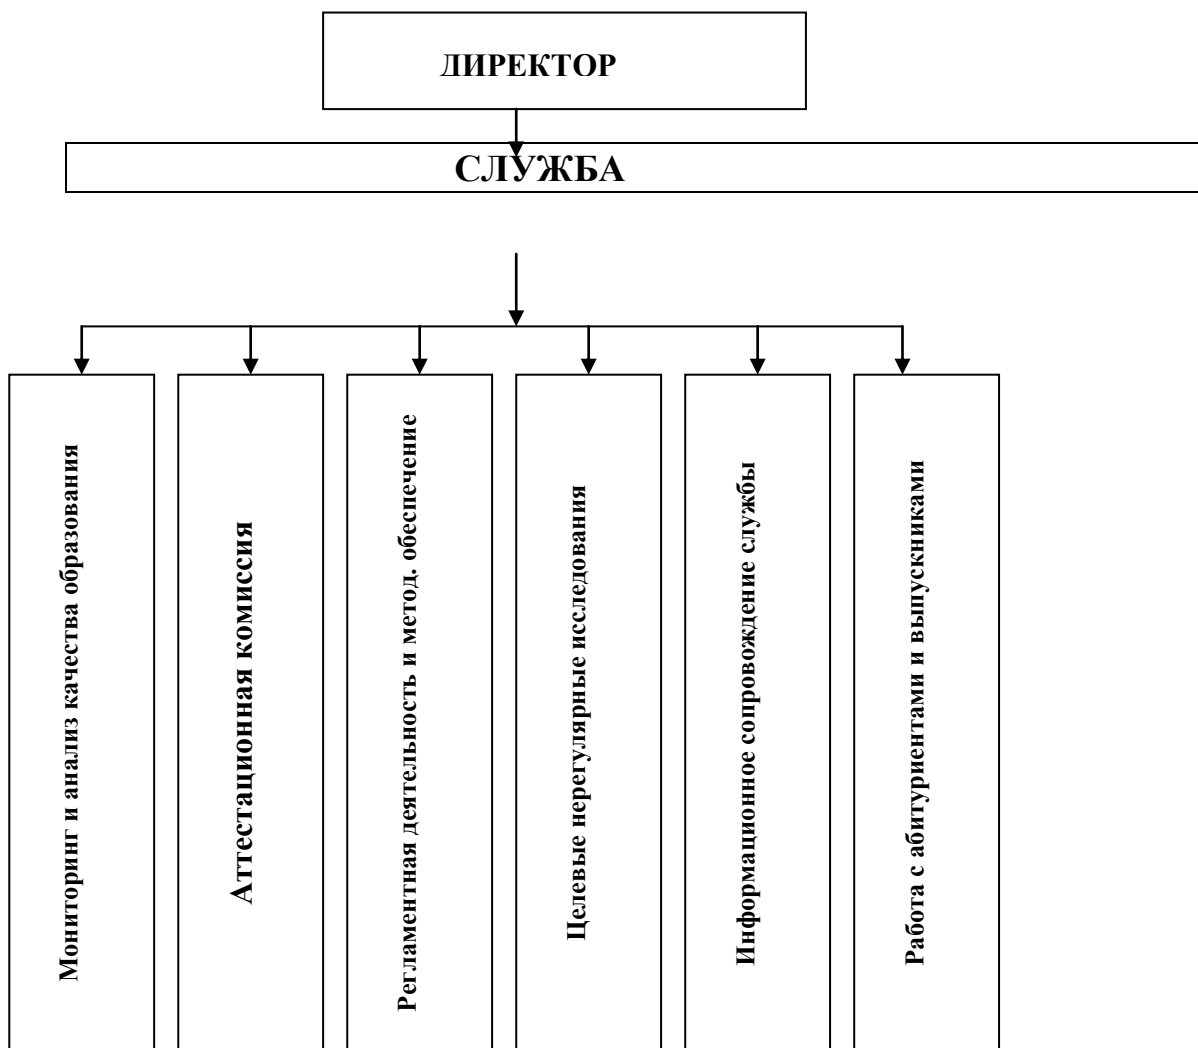 ДИРЕКТОР
СЛУЖБА
Мониторинг и анализ качества образования
Аттестационная комиссия
Регламентная деятельность и метод. обеспечение
Целевые нерегулярные исследования
Информационное сопровождение службы
Работа с абитуриентами и выпускниками